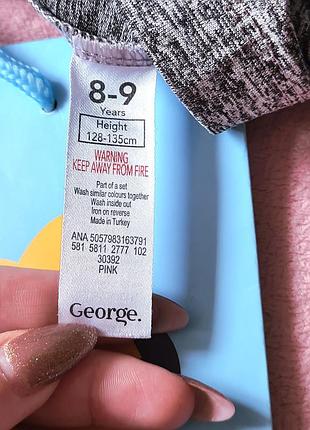 8-9
Years
Height
128-135cm
WARNING
KEEP AWAY FROM FIRE
Part of a set
Wash similar colours together
Wash inside out
Iron on reverse
Made in Turkey
ANA 5057983163791
581 5811 2777 102
30392
PINK
George.